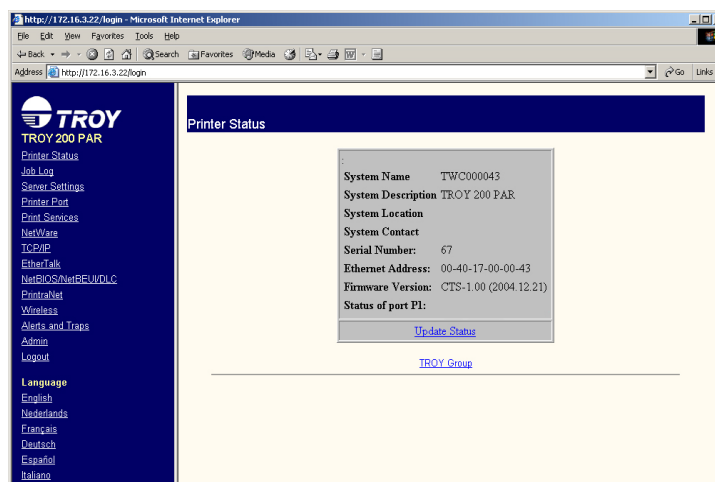 http://172.16.3.22/login - Microsoft Internet Explorer
File Edit View Favorites Tools Help
Back Search Favorites Media
Address http://172.16.3.22/login Go Links
TROY
TROY 200 PAR
Printer Status
Job Log
Server Settings
Printer Port
Print Services
NetWare
TCP/IP
EtherTalk
NetBIOS/NetBEUI/DLC
PrintraNet
Wireless
Alerts and Traps
Admin
Logout
Language
English
Nederlands
Français
Deutsch
Español
Italiano
Printer Status
:
System Name TWC000043
System Description TROY 200 PAR
System Location
System Contact
Serial Number: 67
Ethernet Address: 00-40-17-00-00-43
Firmware Version: CTS-1.00 (2004.12.21)
Status of port P1:
Update Status
TROY Group